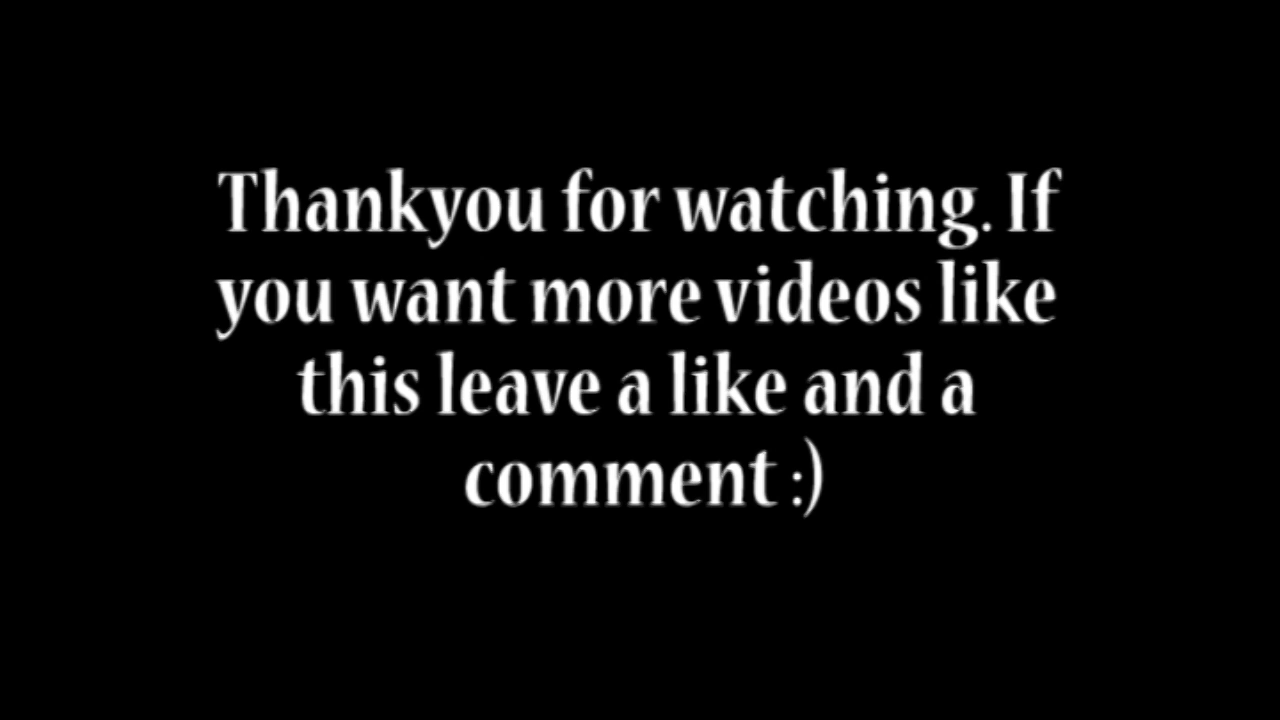 Thankyou for watching. If
you want more videos like
this leave a like and a
comment :)